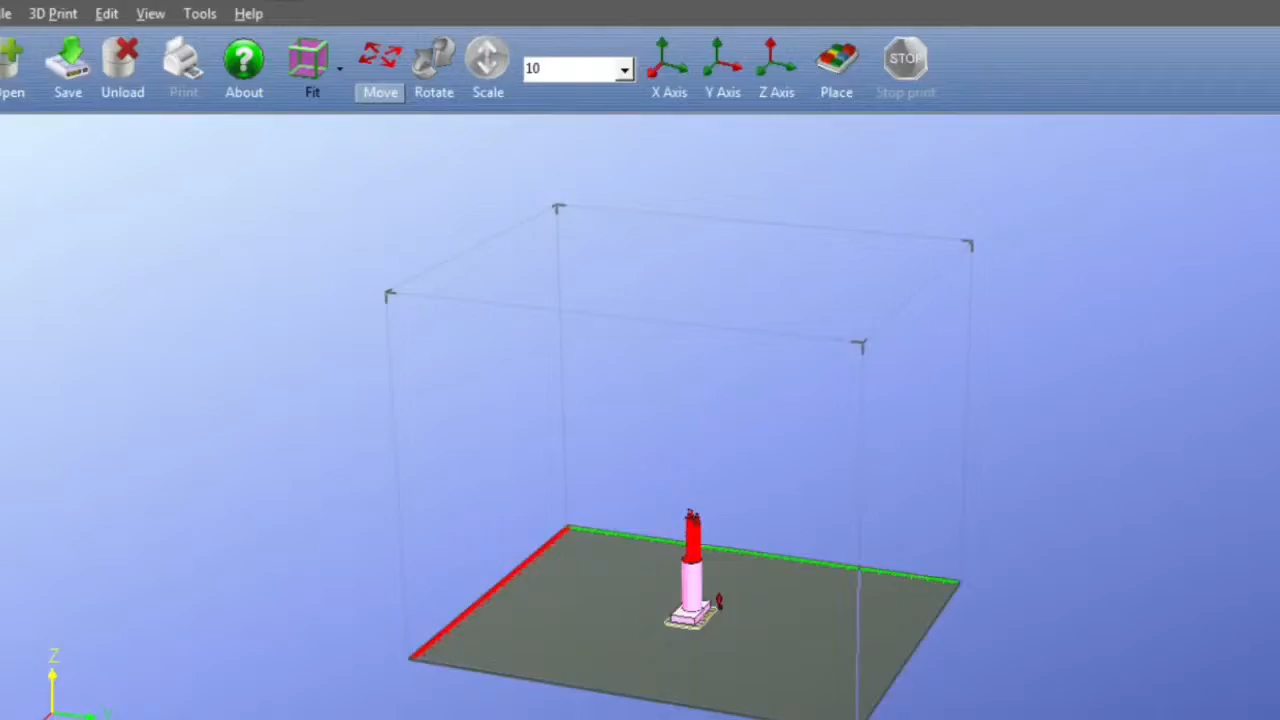 le 3D Print Edit View Tools Help
10
pen Save Unload Print About Fit Move Rotate Scale X Axis Y Axis Z Axis Place STOP Stop print
Z
Y